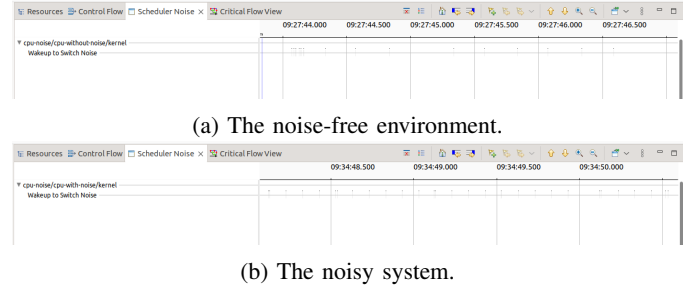 Resources Control Flow Scheduler Noise × Critical Flow View
09:27:44.000 09:27:44.500 09:27:45.000 09:27:45.500 09:27:46.000 09:27:46.500
cpu-noise/cpu-without-noise/kernel
Wakeup to Switch Noise
(a) The noise-free environment.
Resources Control Flow Scheduler Noise × Critical Flow View
09:34:48.500 09:34:49.000 09:34:49.500 09:34:50.000
cpu-noise/cpu-with-noise/kernel
Wakeup to Switch Noise
(b) The noisy system.